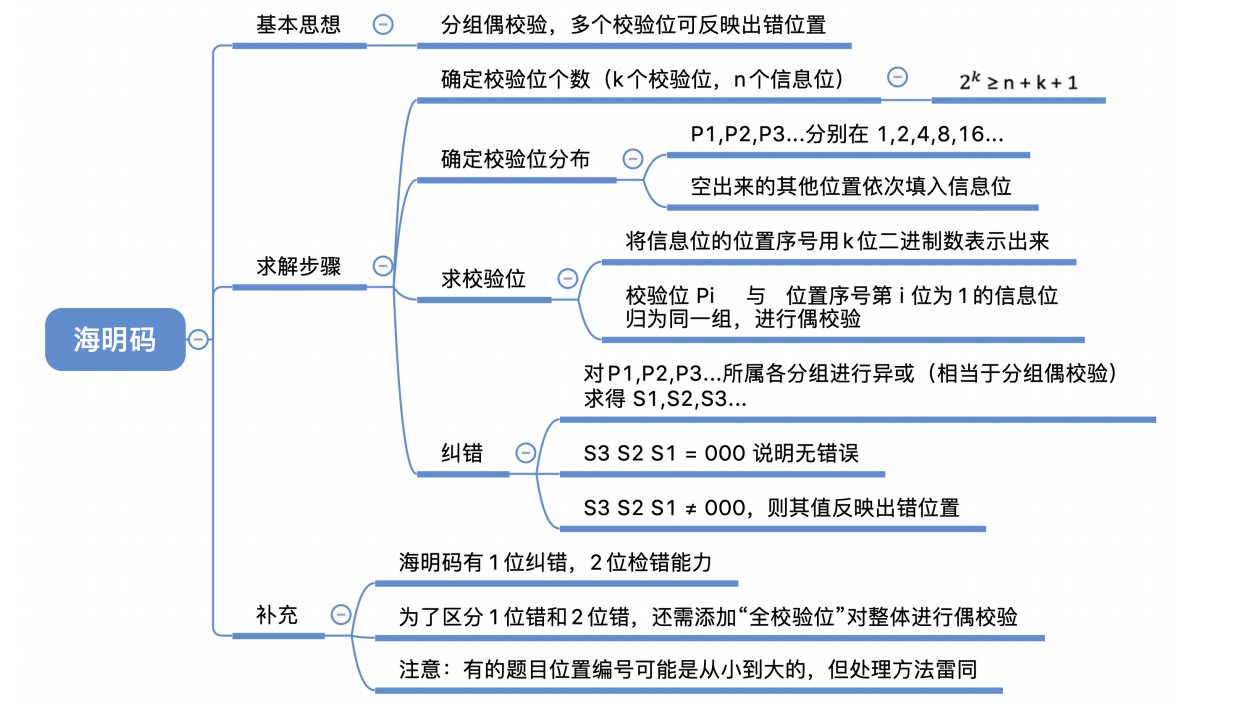 海明码
基本思想
分组偶校验，多个校验位可反映出错位置
求解步骤
确定校验位个数（k个校验位，n个信息位）
2^k ≥ n + k + 1
确定校验位分布
P1,P2,P3...分别在 1,2,4,8,16...
空出来的其他位置依次填入信息位
求校验位
将信息位的位置序号用k位二进制数表示出来
校验位 Pi 与 位置序号第 i 位为1的信息位
归为同一组，进行偶校验
纠错
对P1,P2,P3...所属各分组进行异或（相当于分组偶校验）
求得 S1,S2,S3...
S3 S2 S1 = 000 说明无错误
S3 S2 S1 ≠ 000，则其值反映出错位置
补充
海明码有1位纠错，2位检错能力
为了区分1位错和2位错，还需添加“全校验位”对整体进行偶校验
注意：有的题目位置编号可能是从小到大的，但处理方法雷同